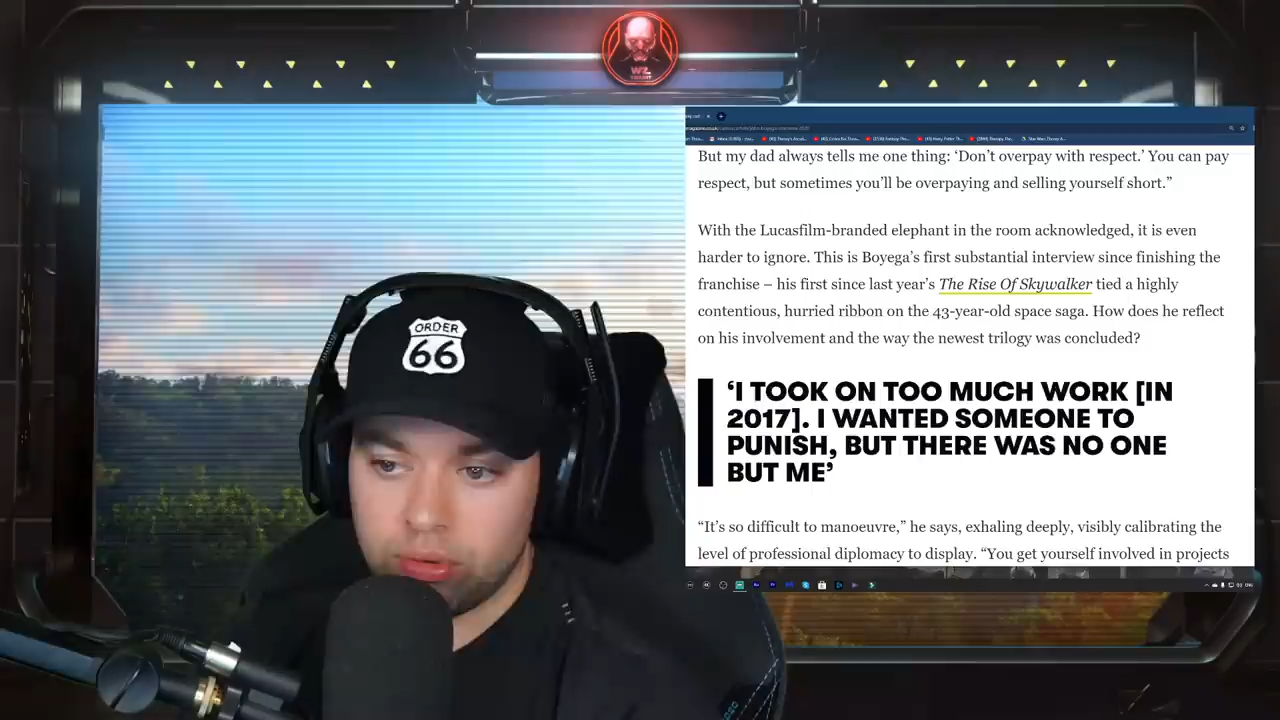 But my dad always tells me one thing: ‘Don’t overpay with respect.’ You can pay
respect, but sometimes you’ll be overpaying and selling yourself short.”
With the Lucasfilm-branded elephant in the room acknowledged, it is even
harder to ignore. This is Boyega’s first substantial interview since finishing the
franchise – his first since last year’s The Rise Of Skywalker tied a highly
contentious, hurried ribbon on the 43-year-old space saga. How does he reflect
on his involvement and the way the newest trilogy was concluded?
‘I TOOK ON TOO MUCH WORK [IN
2017]. I WANTED SOMEONE TO
PUNISH, BUT THERE WAS NO ONE
BUT ME’
“It’s so difficult to manoeuvre,” he says, exhaling deeply, visibly calibrating the
level of professional diplomacy to display. “You get yourself involved in projects
ORDER
66